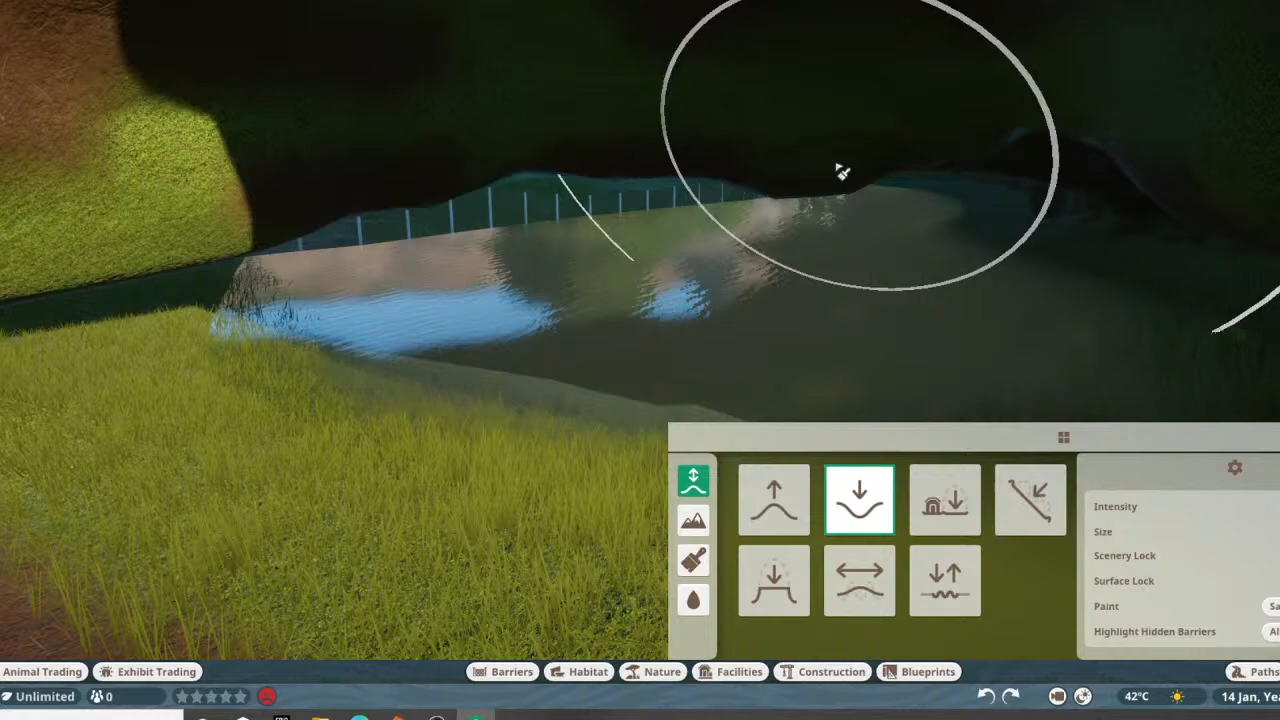 Intensity
Size
Scenery Lock
Surface Lock
Paint
Highlight Hidden Barriers
Animal Trading
Exhibit Trading
Barriers
Habitat
Nature
Facilities
Construction
Blueprints
Paths
Unlimited
0
42°C
14 Jan,